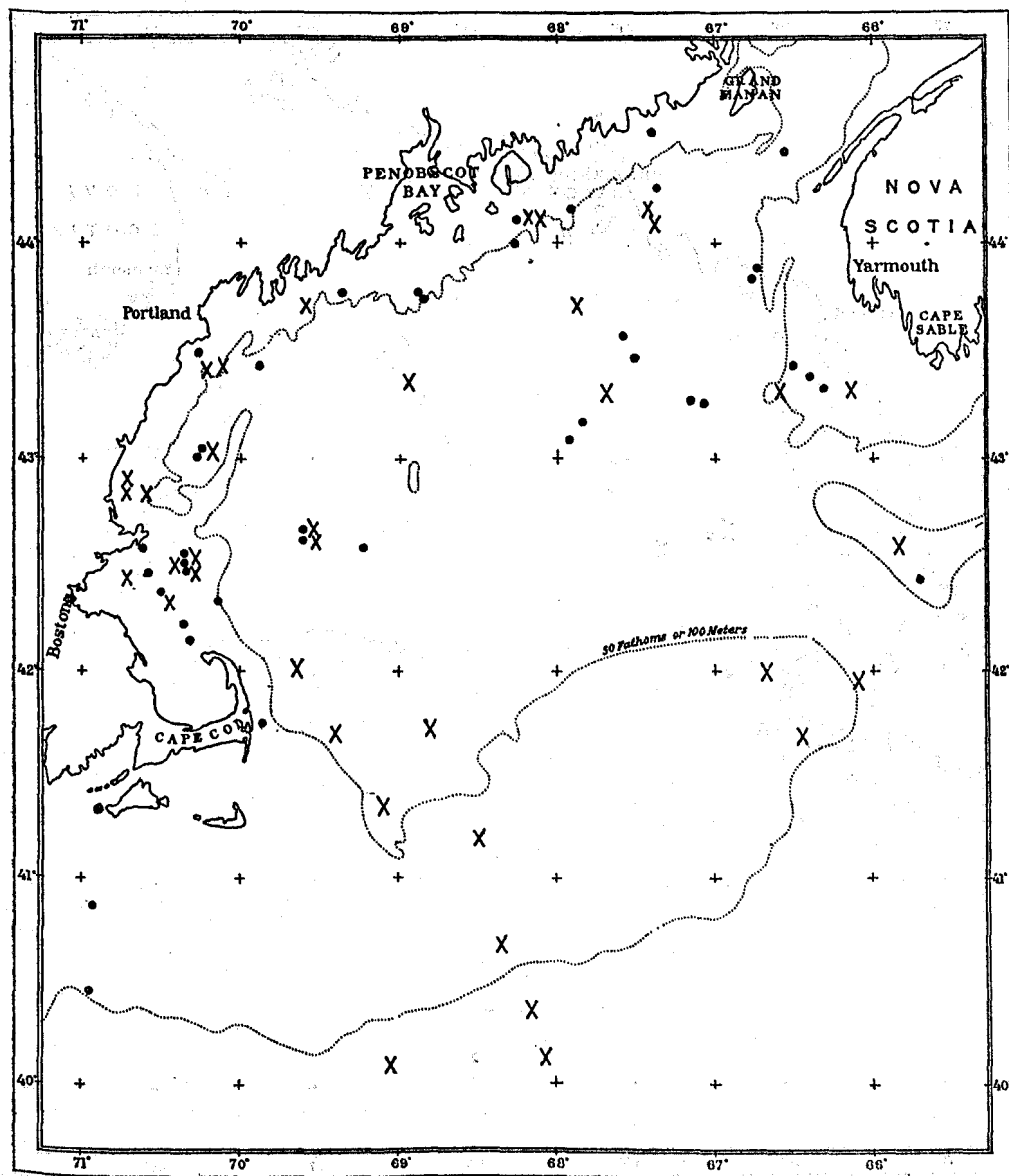 71° 70° 69° 68° 67° 66°
GRAND
MANAN
PENOBSCOT
BAY
NOVA
SCOTIA
44° 44°
Yarmouth
Portland
CAPE
SABLE
43° 43°
Boston
50 Fathoms or 100 Meters
42° 42°
CAPE COD
41° 41°
40° 40°
71° 70° 69° 68° 67° 66°